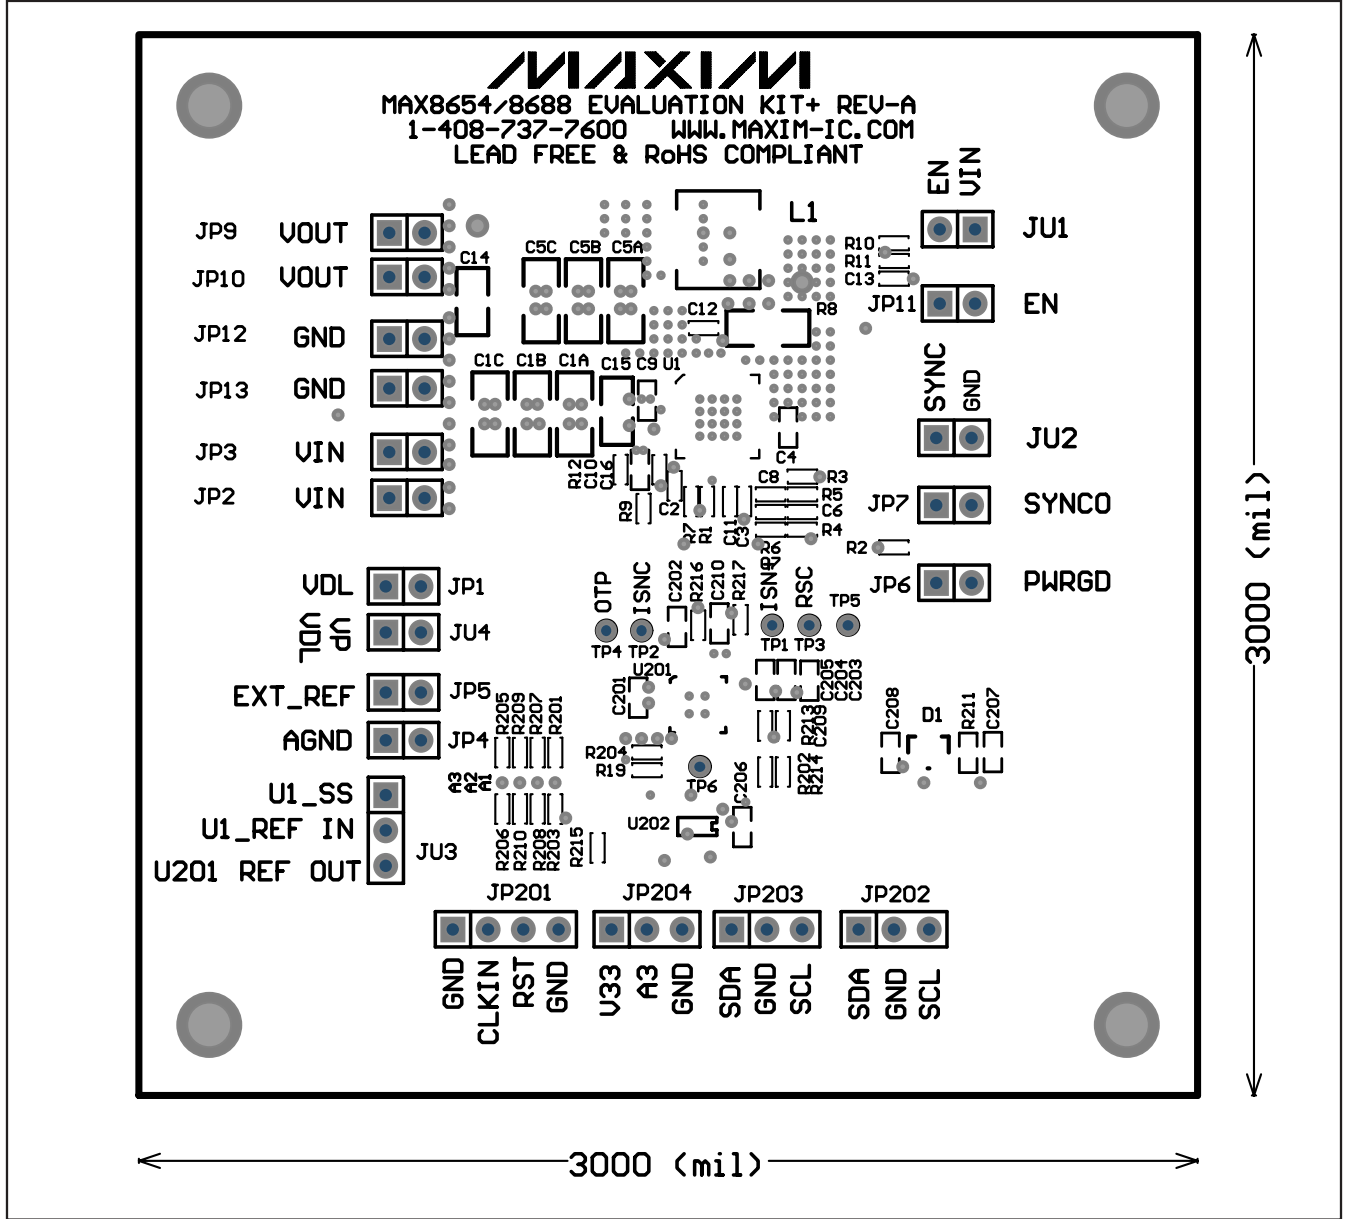 MAXIM
MAX8654/8688 EVALUATION KIT+ REV-A
1-408-737-7600 WWW.MAXIM-IC.COM
LEAD FREE & RoHS COMPLIANT
EN
VIN
L1
JU1
JP9 VOUT
C14
C5C C5B C5A
R10
R11
C13
JP10 VOUT
JP11 EN
C12
R8
JP12 GND
C1C C1B C1A C15 C9 U1
SYNC
GND
JP13 GND
JU2
JP3 VIN
C4
R12
C10
C16
C8 R3
JP2 VIN
R5
C6
R4
R9
C2
R7
R1
C11
C3
R6
JP7 SYNCO
R2
VDL JP1
JP6 PWRGD
OTP
ISNC
C202
R216
C210
R217
ISNP
RSC
TP5
VDL
VP
JU4
TP4 TP2
TP1 TP3
U201
C201
C205
C204
C203
EXT_REF JP5
R205
R209
R207
R201
R213
C209
C208
D1
R211
C207
AGND JP4
R204
R19
A3
A2
A1
TP6
C206
R202
R214
U1_SS
U1_REF IN
U201 REF OUT
JU3
U202
R206
R210
R208
R203
R215
JP201 JP204 JP203 JP202
GND
CLKIN
RST
GND
V33
A3
GND
SDA
GND
SCL
SDA
GND
SCL
3000 (mil)
3000 (mil)